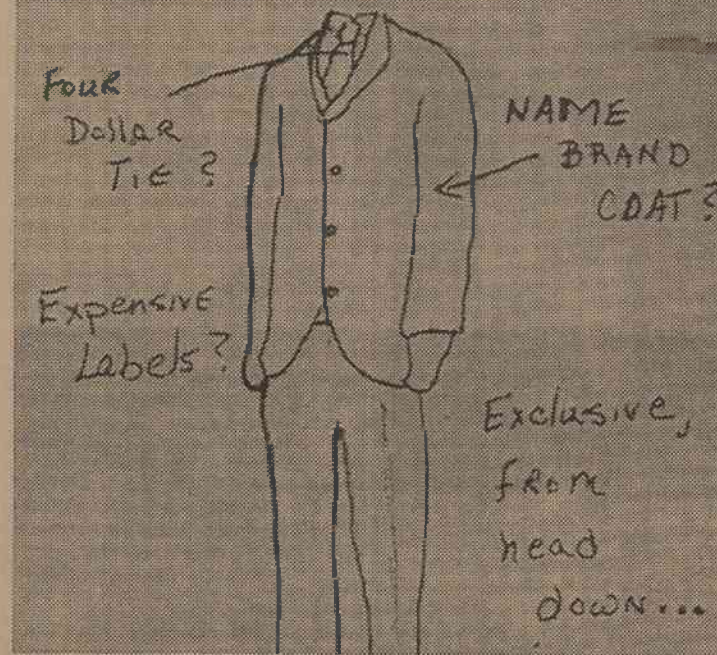 Four
Dollar
Tie ?
NAME
BRAND
COAT ?
Expensive
Labels ?
Exclusive,
from
head
down...